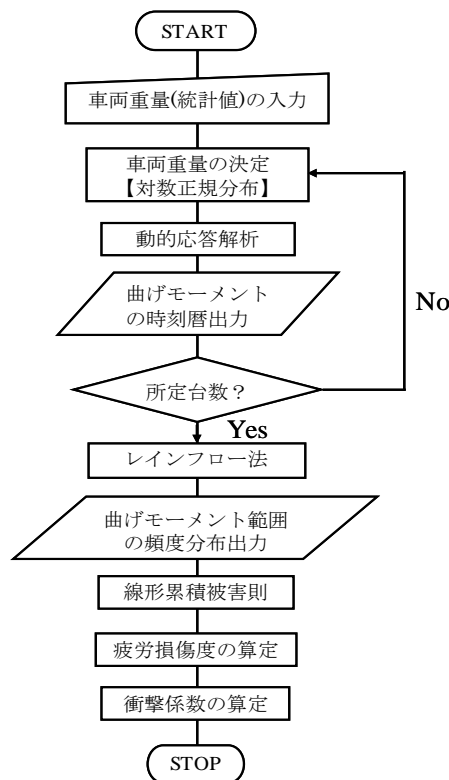 START
車両重量(統計値)の入力
車両重量の決定
【対数正規分布】
動的応答解析
曲げモーメント
の時刻暦出力
No
所定台数？
Yes
レインフロー法
曲げモーメント範囲
の頻度分布出力
線形累積被害則
疲労損傷度の算定
衝撃係数の算定
STOP